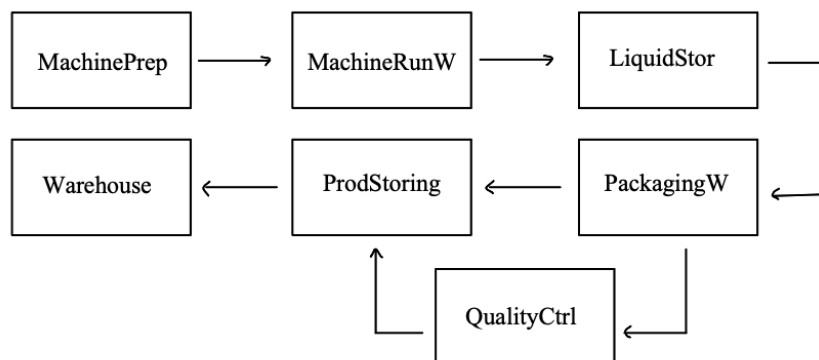 MachinePrep
MachineRunW
LiquidStor
Warehouse
ProdStoring
PackagingW
QualityCtrl